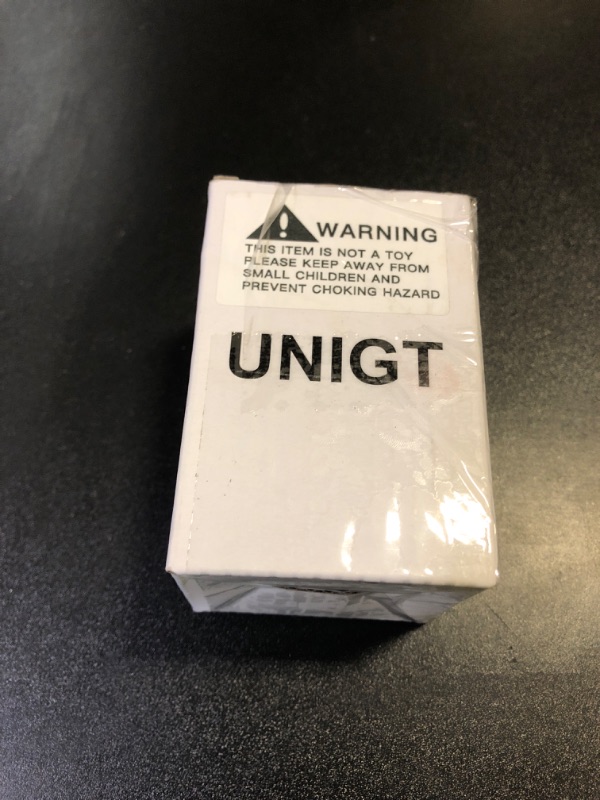 WARNING
THIS ITEM IS NOT A TOY
PLEASE KEEP AWAY FROM
SMALL CHILDREN AND
PREVENT CHOKING HAZARD
UNIGT